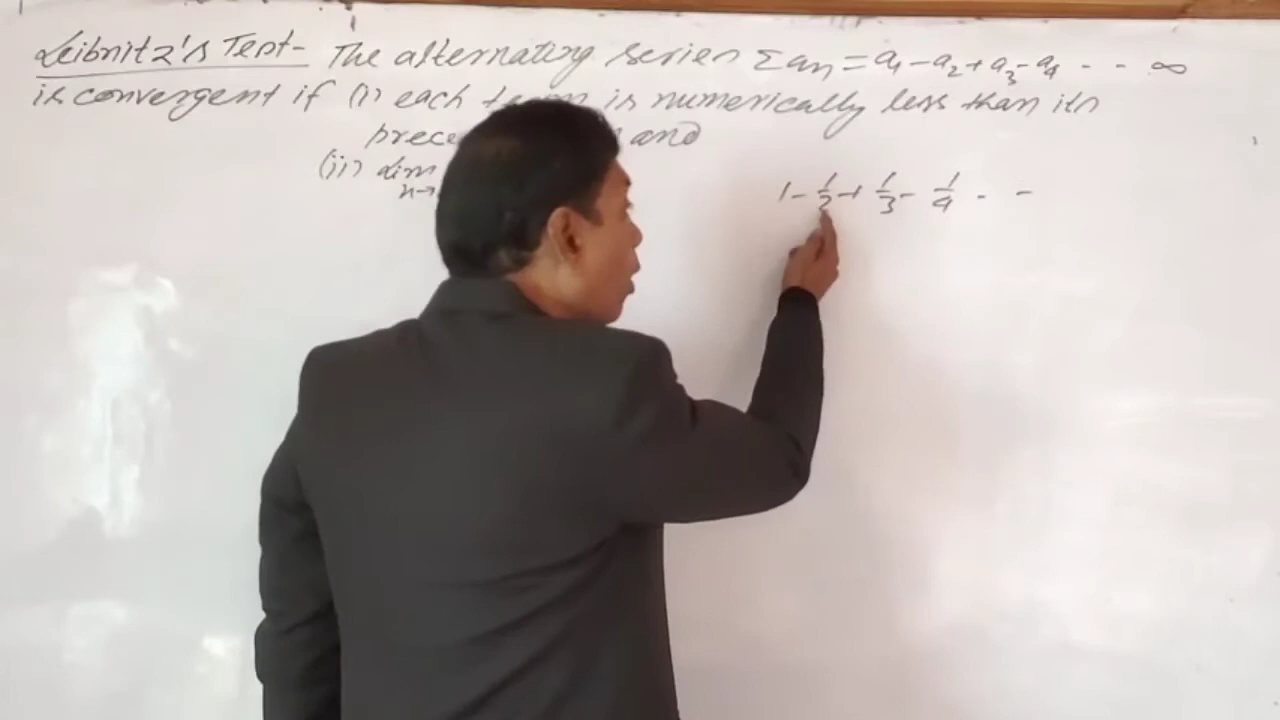 Leibnitz's Test- The alternating series Σan = a1 - a2 + a3 - a4 - - ∞
is convergent if (i) each is numerically less than its
and
(ii) Lim
n→
1 - 1/2 + 1/3 - 1/4 - -